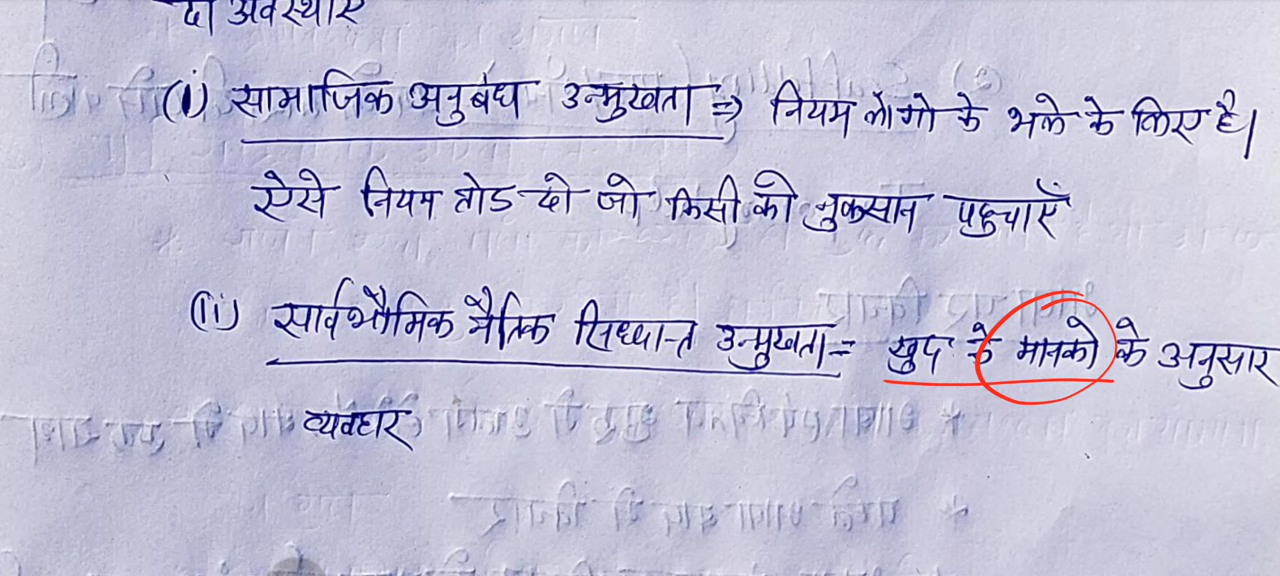 दो अवस्थाएँ
(i) सामाजिक अनुबंध उन्मुखता ⇒ नियम लोगो के भले के लिए है।
ऐसे नियम तोड दो जो किसी को नुकसान पहुचाएँ
(ii) सार्वभौमिक नैतिक सिध्धान्त उन्मुखता = खुद के मानको के अनुसार
व्यवहार